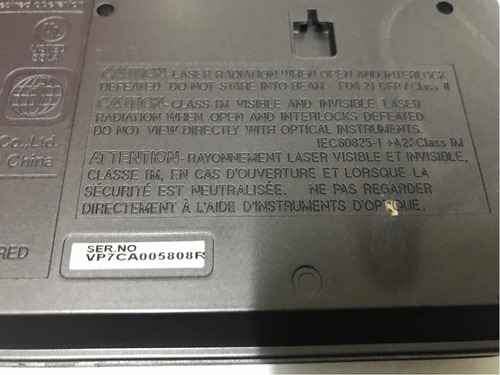 required operation
LISTED
Co., Ltd.
China
CAUTION-LASER RADIATION WHEN OPEN AND INTERLOCK
DEFEATED. DO NOT STARE INTO BEAM. FDA 21 CFR / Class II
CAUTION- CLASS 1M VISIBLE AND INVISIBLE LASER
RADIATION WHEN OPEN AND INTERLOCKS DEFEATED
DO NOT VIEW DIRECTLY WITH OPTICAL INSTRUMENTS.
IEC60825-1 +A2/ Class 1M
ATTENTION- RAYONNEMENT LASER VISIBLE ET INVISIBLE,
CLASSE 1M, EN CAS D'OUVERTURE ET LORSQUE LA
SÉCURITÉ EST NEUTRALISÉE. NE PAS REGARDER
DIRECTEMENT À L'AIDE D'INSTRUMENTS D'OPTIQUE.
RED
SER.NO
VP7CA005808R